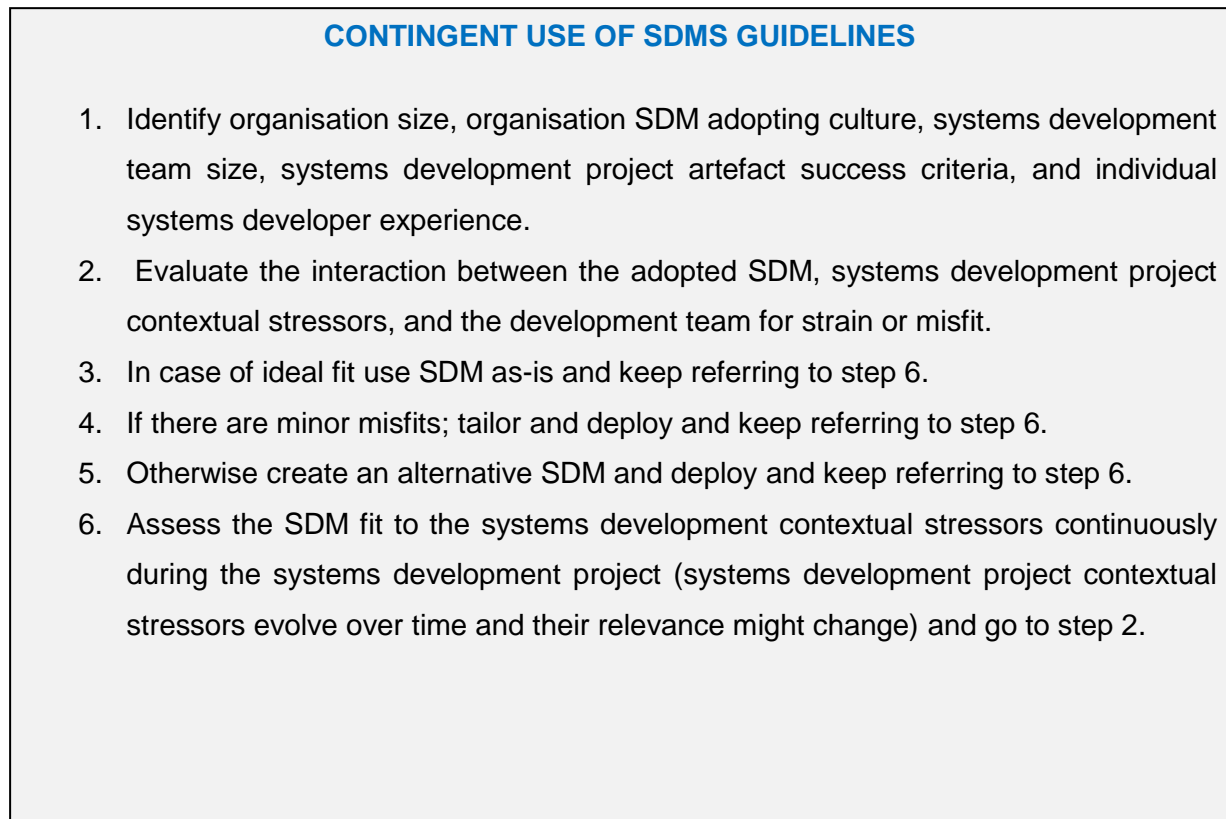 CONTINGENT USE OF SDMS GUIDELINES
1. Identify organisation size, organisation SDM adopting culture, systems development
team size, systems development project artefact success criteria, and individual
systems developer experience.
2. Evaluate the interaction between the adopted SDM, systems development project
contextual stressors, and the development team for strain or misfit.
3. In case of ideal fit use SDM as-is and keep referring to step 6.
4. If there are minor misfits; tailor and deploy and keep referring to step 6.
5. Otherwise create an alternative SDM and deploy and keep referring to step 6.
6. Assess the SDM fit to the systems development contextual stressors continuously
during the systems development project (systems development project contextual
stressors evolve over time and their relevance might change) and go to step 2.